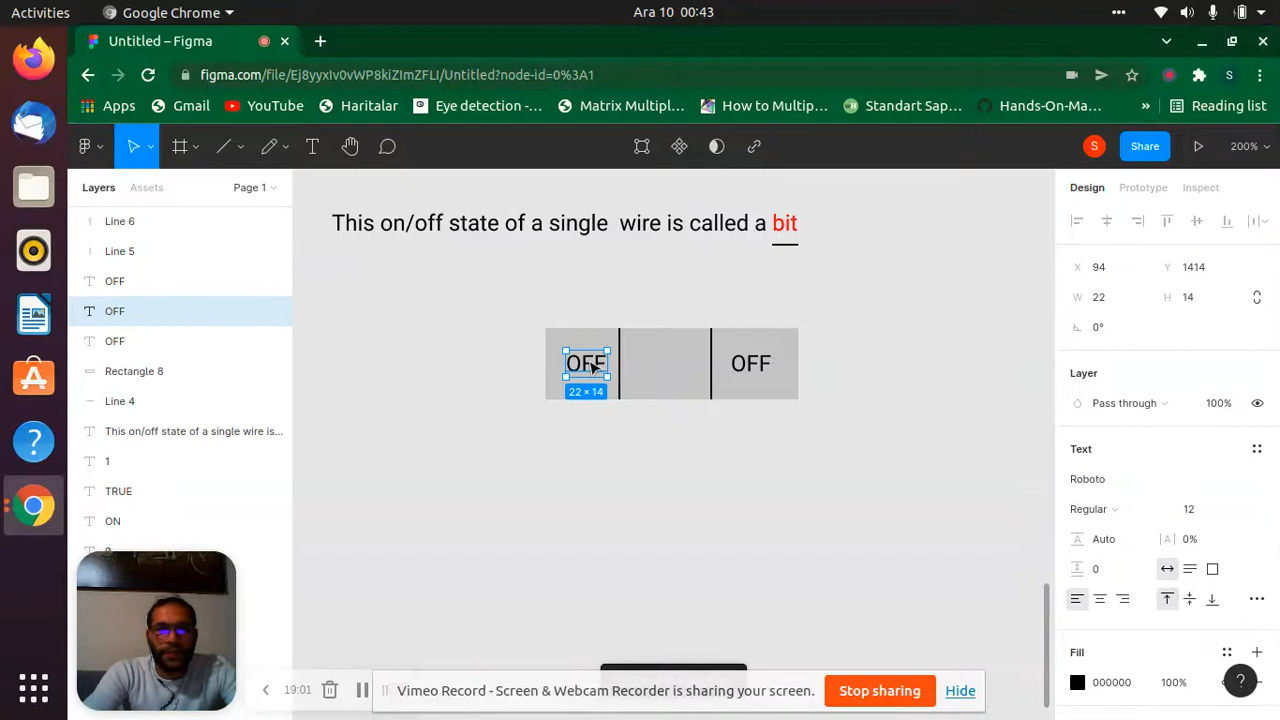 Activities
Google Chrome
Ara 10 00:43
Untitled – Figma
figma.com/file/Ej8yyxIv0vWP8kiZImZFLI/Untitled?node-id=0%3A1
Apps
Gmail
YouTube
Haritalar
Eye detection -...
Matrix Multipl...
How to Multip...
Standart Sap...
Hands-On-Ma...
»
Reading list
S
Share
200%
Layers
Assets
Page 1
Design
Prototype
Inspect
Line 6
Line 5
OFF
OFF
OFF
Rectangle 8
Line 4
This on/off state of a single wire is...
1
TRUE
ON
This on/off state of a single wire is called a bit
OFF
OFF
22 × 14
X 94
Y 1414
W 22
H 14
0°
Layer
Pass through
100%
Text
Roboto
Regular
12
Auto
0%
0
Fill
000000
100%
?
19:01
Vimeo Record - Screen & Webcam Recorder is sharing your screen.
Stop sharing
Hide